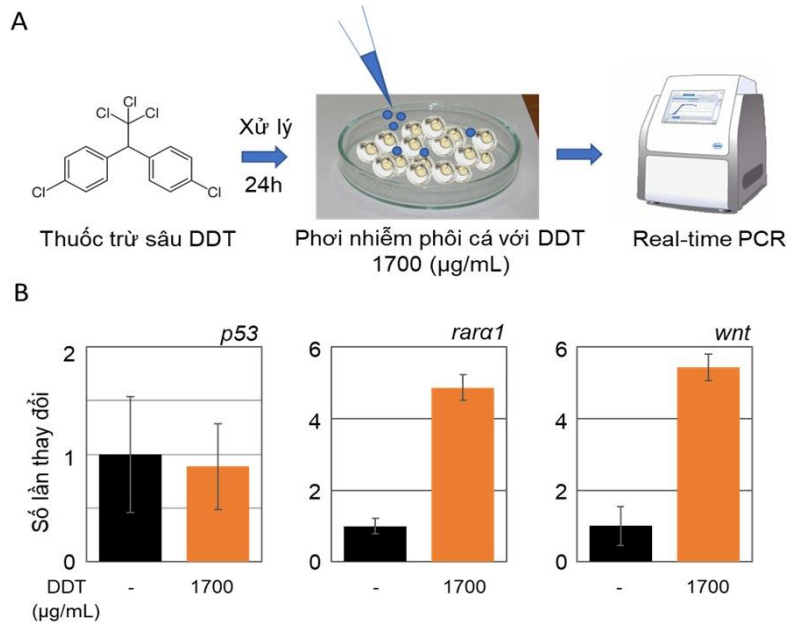 A
Cl
Cl
Cl
Cl
Cl
Xử lý
24h
Thuốc trừ sâu DDT
Phơi nhiễm phôi cá với DDT
1700 (µg/mL)
Real-time PCR
B
p53
rarα1
wnt
Số lần thay đổi
2
1
0
6
4
2
0
6
4
2
0
DDT
(µg/mL)
-
1700
-
1700
-
1700